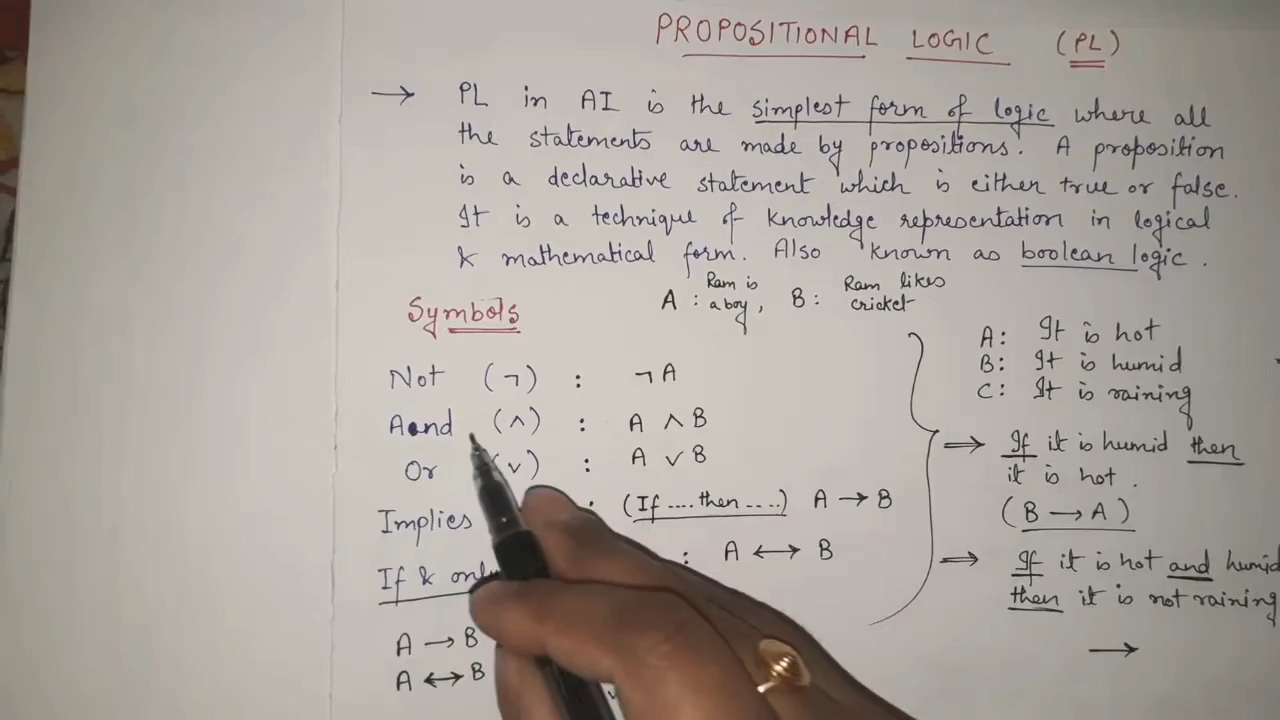 PROPOSITIONAL LOGIC (PL)
→ PL in AI is the simplest form of logic where all
the statements are made by propositions. A proposition
is a declarative statement which is either true or false.
It is a technique of knowledge representation in logical
& mathematical form. Also known as boolean logic.
A : Ram is a boy, B : Ram likes cricket
Symbols
Not (¬) : ¬A
And (∧) : A ∧ B
Or (∨) : A ∨ B
Implies : (If .... then ....) A → B
If & only : A ↔ B
A → B
A ↔ B
A: It is hot
B: It is humid
C: It is raining
⇒ If it is humid then
it is hot.
(B → A)
⇒ If it is hot and humid
then it is not raining
→